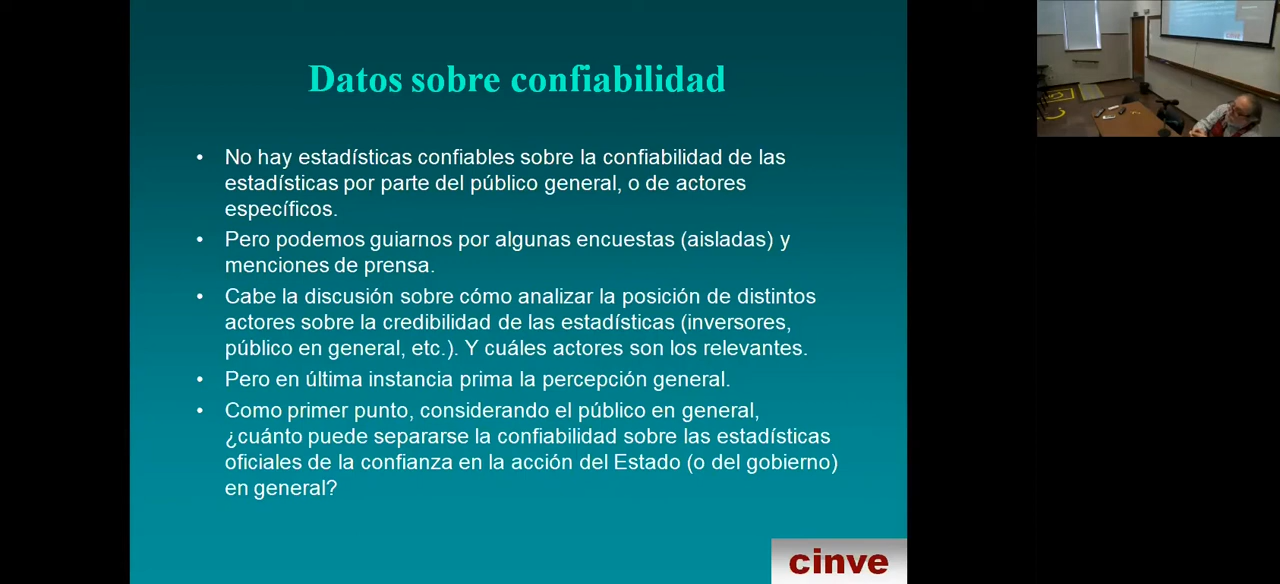 Datos sobre confiabilidad
• No hay estadísticas confiables sobre la confiabilidad de las
estadísticas por parte del público general, o de actores
específicos.
• Pero podemos guiarnos por algunas encuestas (aisladas) y
menciones de prensa.
• Cabe la discusión sobre cómo analizar la posición de distintos
actores sobre la credibilidad de las estadísticas (inversores,
público en general, etc.). Y cuáles actores son los relevantes.
• Pero en última instancia prima la percepción general.
• Como primer punto, considerando el público en general,
¿cuánto puede separarse la confiabilidad sobre las estadísticas
oficiales de la confianza en la acción del Estado (o del gobierno)
en general?
cinve